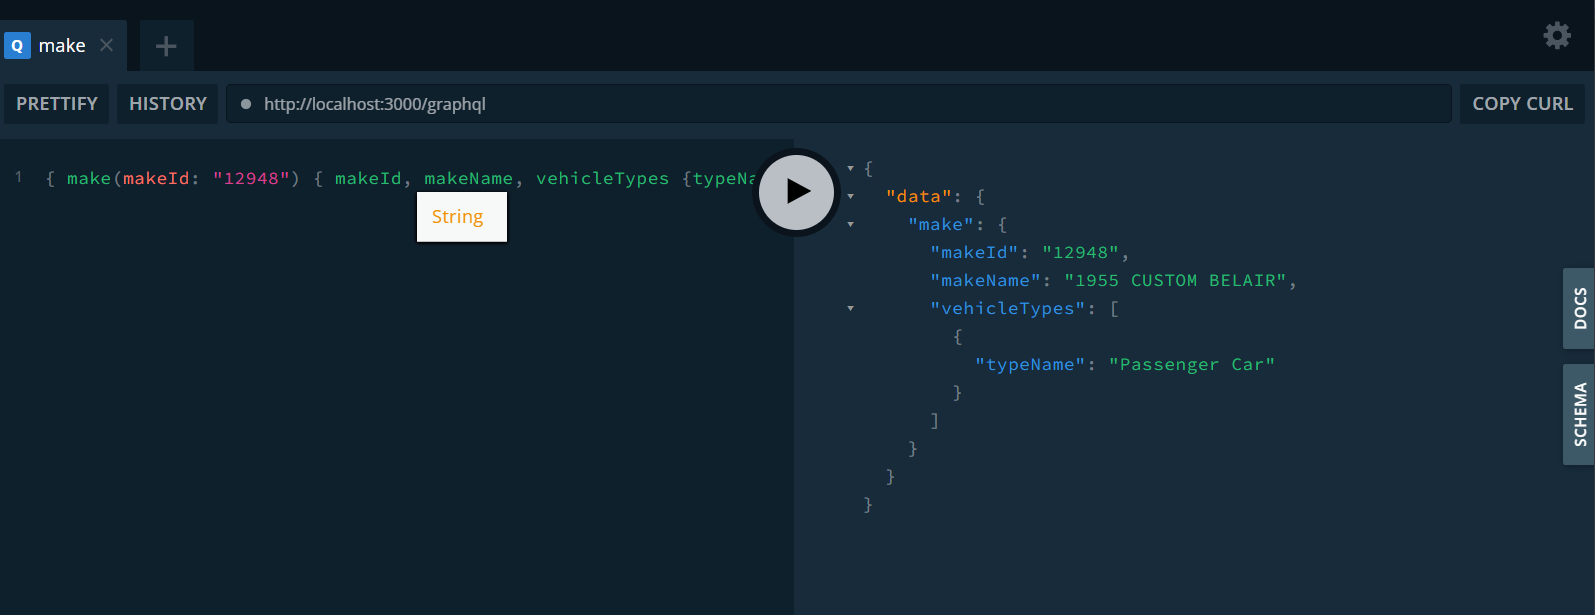 Q make
PRETTIFY HISTORY http://localhost:3000/graphql COPY CURL
1 { make(makeId: "12948") { makeId, makeName, vehicleTypes {typeNa
String
{
"data": {
"make": {
"makeId": "12948",
"makeName": "1955 CUSTOM BELAIR",
"vehicleTypes": [
{
"typeName": "Passenger Car"
}
]
}
}
}
DOCS
SCHEMA